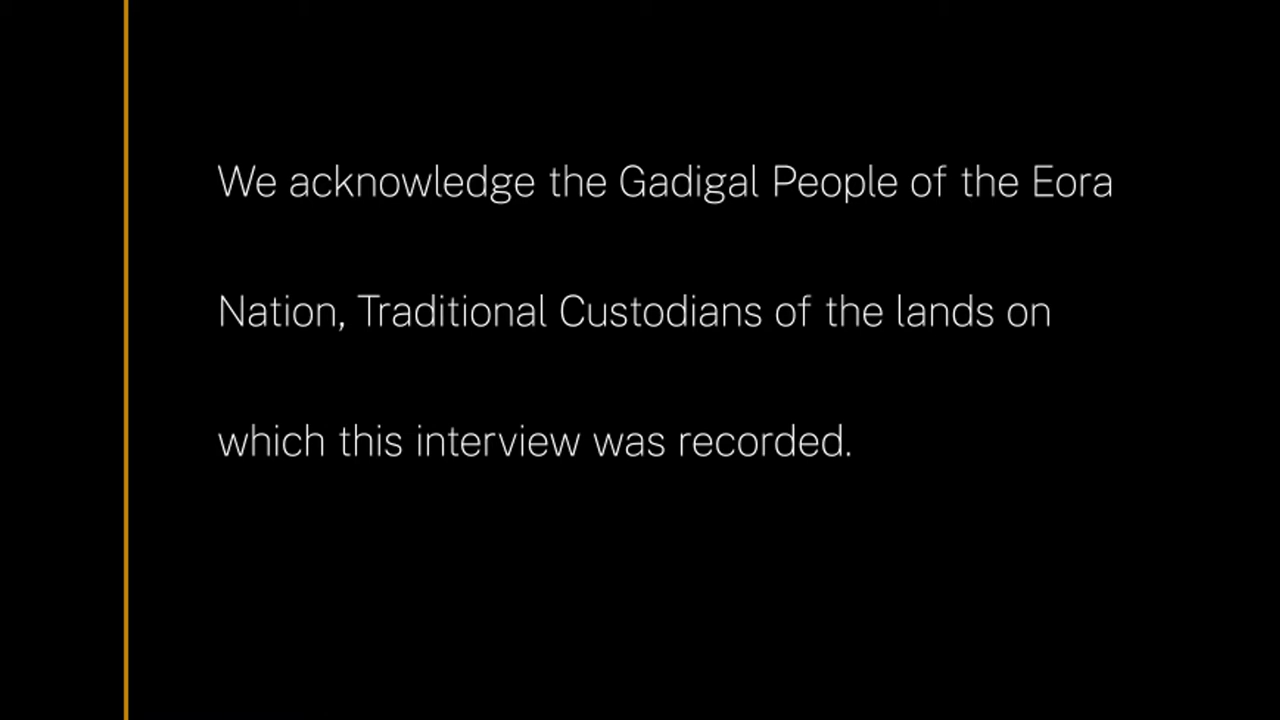 We acknowledge the Gadigal People of the Eora
Nation, Traditional Custodians of the lands on
which this interview was recorded.